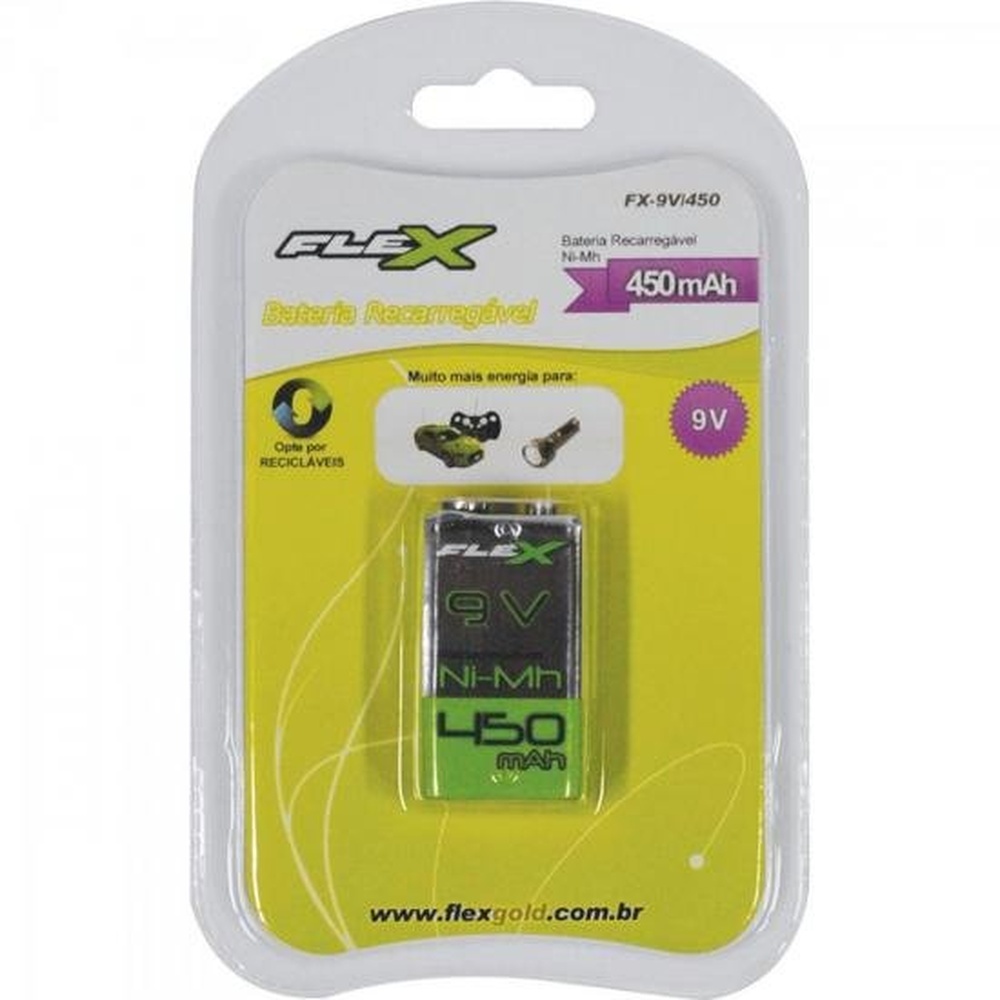 FX-9V/450
FLEX
Bateria Recarregável
Ni-Mh
450mAh
Bateria Recarregável
Muito mais energia para:
Opte por
RECICLÁVEIS
9V
FLEX
9V
Ni-Mh
450
mAh
www.flexgold.com.br